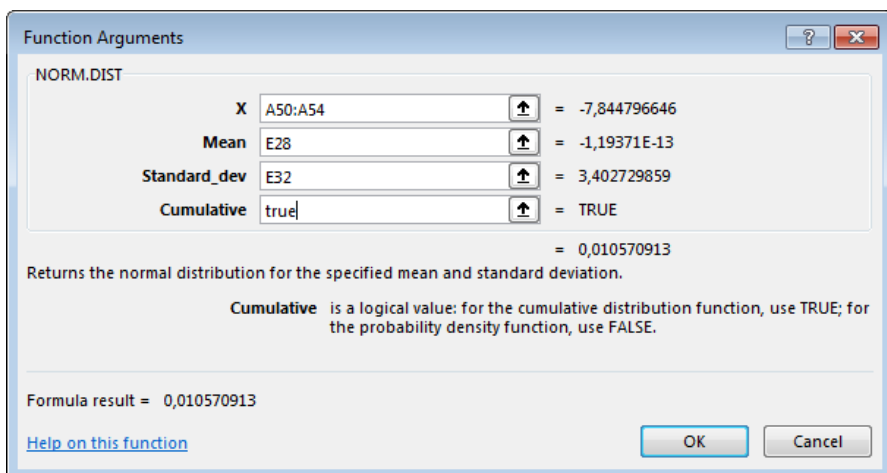 Function Arguments
NORM.DIST
X A50:A54 = -7,844796646
Mean E28 = -1,19371E-13
Standard_dev E32 = 3,402729859
Cumulative true = TRUE
= 0,010570913
Returns the normal distribution for the specified mean and standard deviation.
Cumulative is a logical value: for the cumulative distribution function, use TRUE; for
the probability density function, use FALSE.
Formula result = 0,010570913
Help on this function OK Cancel